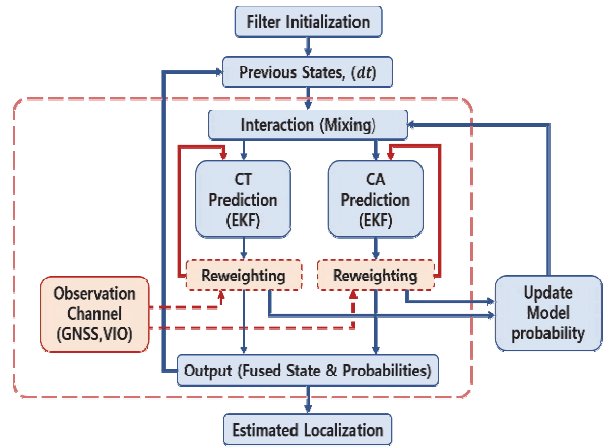 Filter Initialization
Previous States, (dt)
Interaction (Mixing)
CT
Prediction
(EKF)
CA
Prediction
(EKF)
Reweighting
Reweighting
Observation
Channel
(GNSS,VIO)
Update
Model
probability
Output (Fused State & Probabilities)
Estimated Localization